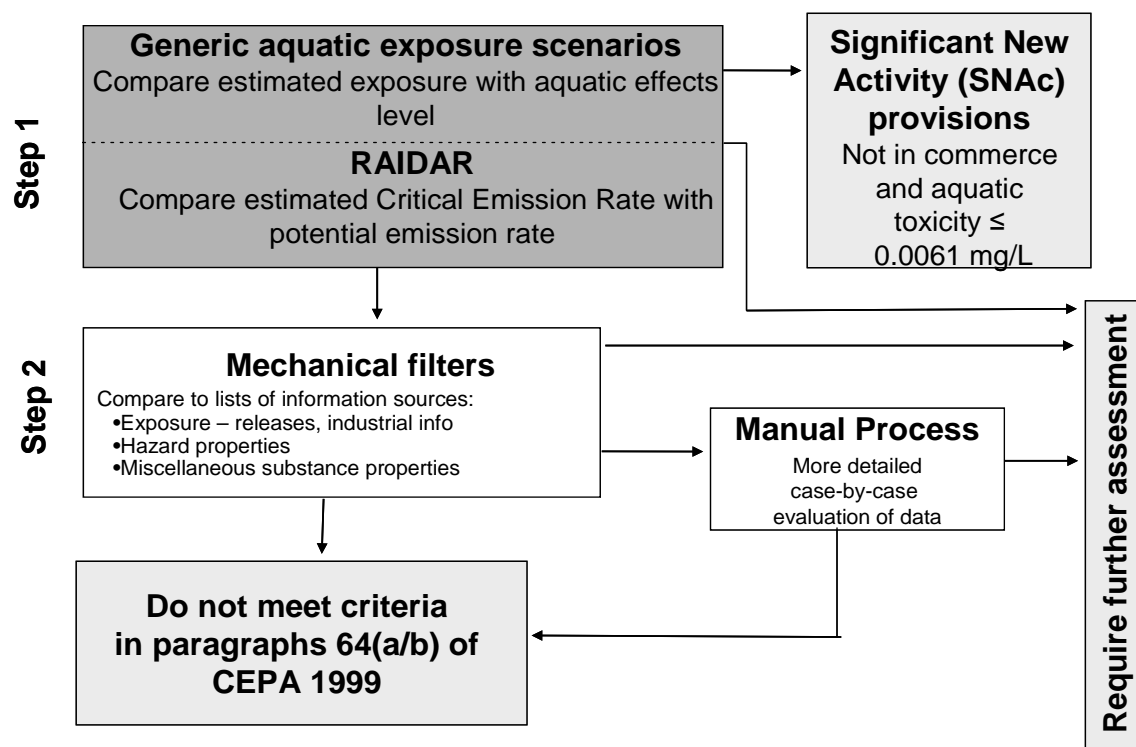 Step 1
Generic aquatic exposure scenarios
Compare estimated exposure with aquatic effects
level
RAIDAR
Compare estimated Critical Emission Rate with
potential emission rate
Significant New
Activity (SNAc)
provisions
Not in commerce
and aquatic
toxicity ≤
0.0061 mg/L
Step 2
Mechanical filters
Compare to lists of information sources:
•Exposure – releases, industrial info
•Hazard properties
•Miscellaneous substance properties
Manual Process
More detailed
case-by-case
evaluation of data
Require further assessment
Do not meet criteria
in paragraphs 64(a/b) of
CEPA 1999